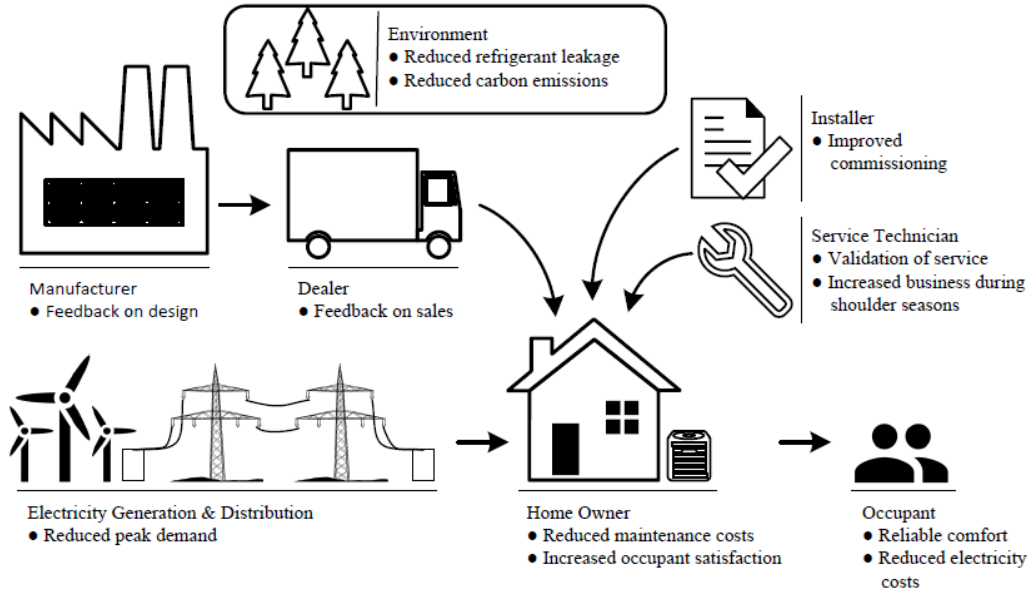 Environment
● Reduced refrigerant leakage
● Reduced carbon emissions
Installer
● Improved
commissioning
Manufacturer
● Feedback on design
Dealer
● Feedback on sales
Service Technician
● Validation of service
● Increased business during
shoulder seasons
Electricity Generation & Distribution
● Reduced peak demand
Home Owner
● Reduced maintenance costs
● Increased occupant satisfaction
Occupant
● Reliable comfort
● Reduced electricity
costs